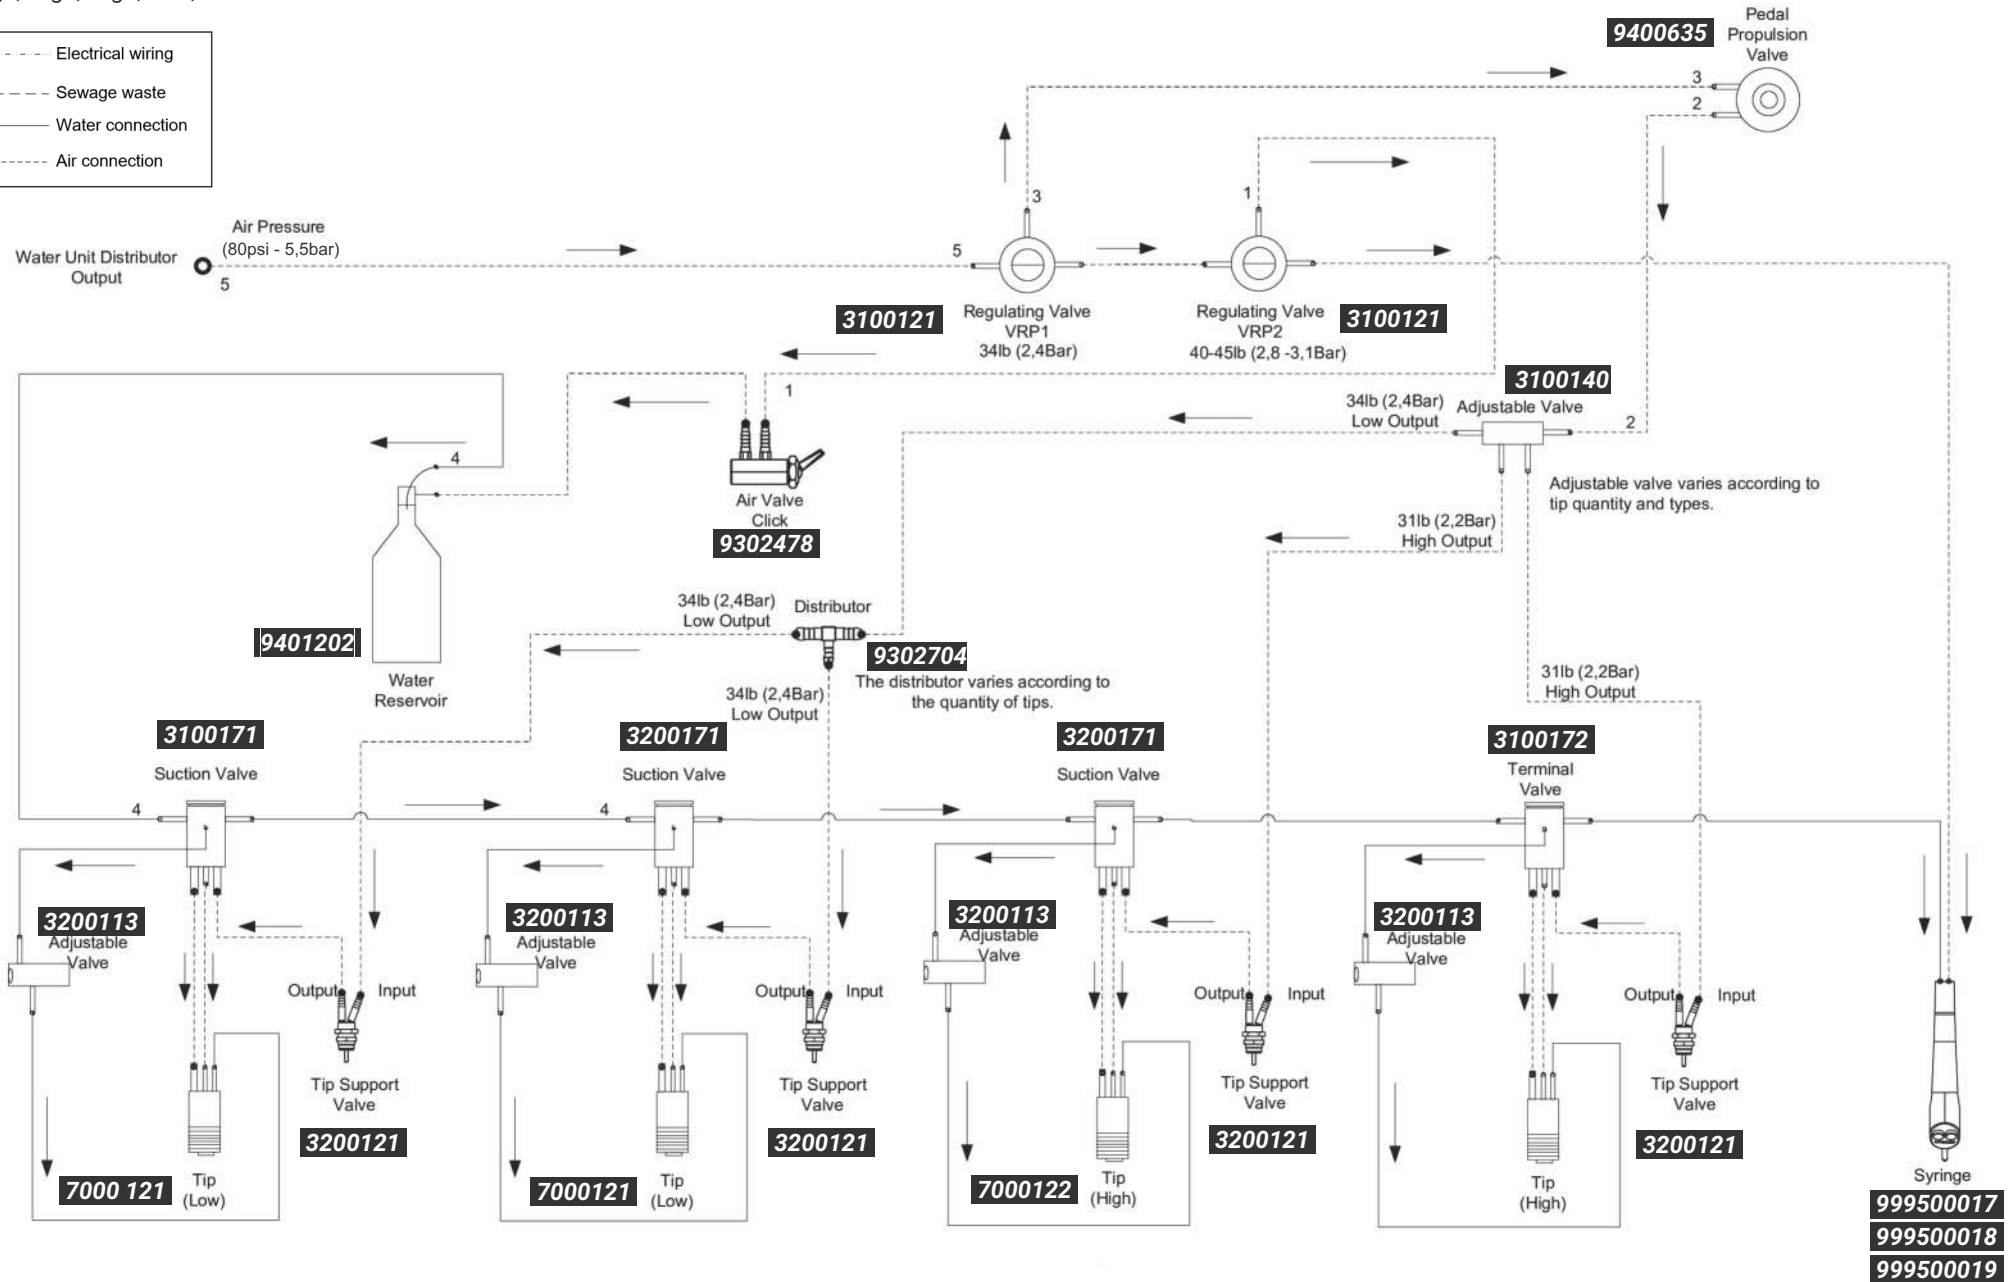 Electrical wiring
Sewage waste
Water connection
Air connection
9400635
Pedal
Propulsion
Valve
3
2
3
1
Air Pressure
(80psi - 5,5bar)
Water Unit Distributor
Output
5
5
3100121
Regulating Valve
VRP1
34lb (2,4Bar)
Regulating Valve
VRP2
40-45lb (2,8 -3,1Bar)
3100121
3100140
Adjustable Valve
34lb (2,4Bar)
Low Output
2
1
4
Air Valve
Click
9302478
Adjustable valve varies according to
tip quantity and types.
31lb (2,2Bar)
High Output
34lb (2,4Bar)
Low Output
Distributor
9302704
The distributor varies according to
the quantity of tips.
9401202
Water
Reservoir
34lb (2,4Bar)
Low Output
31lb (2,2Bar)
High Output
3100171
Suction Valve
3200171
Suction Valve
3200171
Suction Valve
3100172
Terminal
Valve
4
4
3200113
Adjustable
Valve
3200113
Adjustable
Valve
3200113
Adjustable
Valve
3200113
Adjustable
Valve
Output
Input
Output
Input
Output
Input
Output
Input
Tip Support
Valve
3200121
Tip Support
Valve
3200121
Tip Support
Valve
3200121
Tip Support
Valve
3200121
7000 121
Tip
(Low)
7000121
Tip
(Low)
7000122
Tip
(High)
Tip
(High)
Syringe
999500017
999500018
999500019